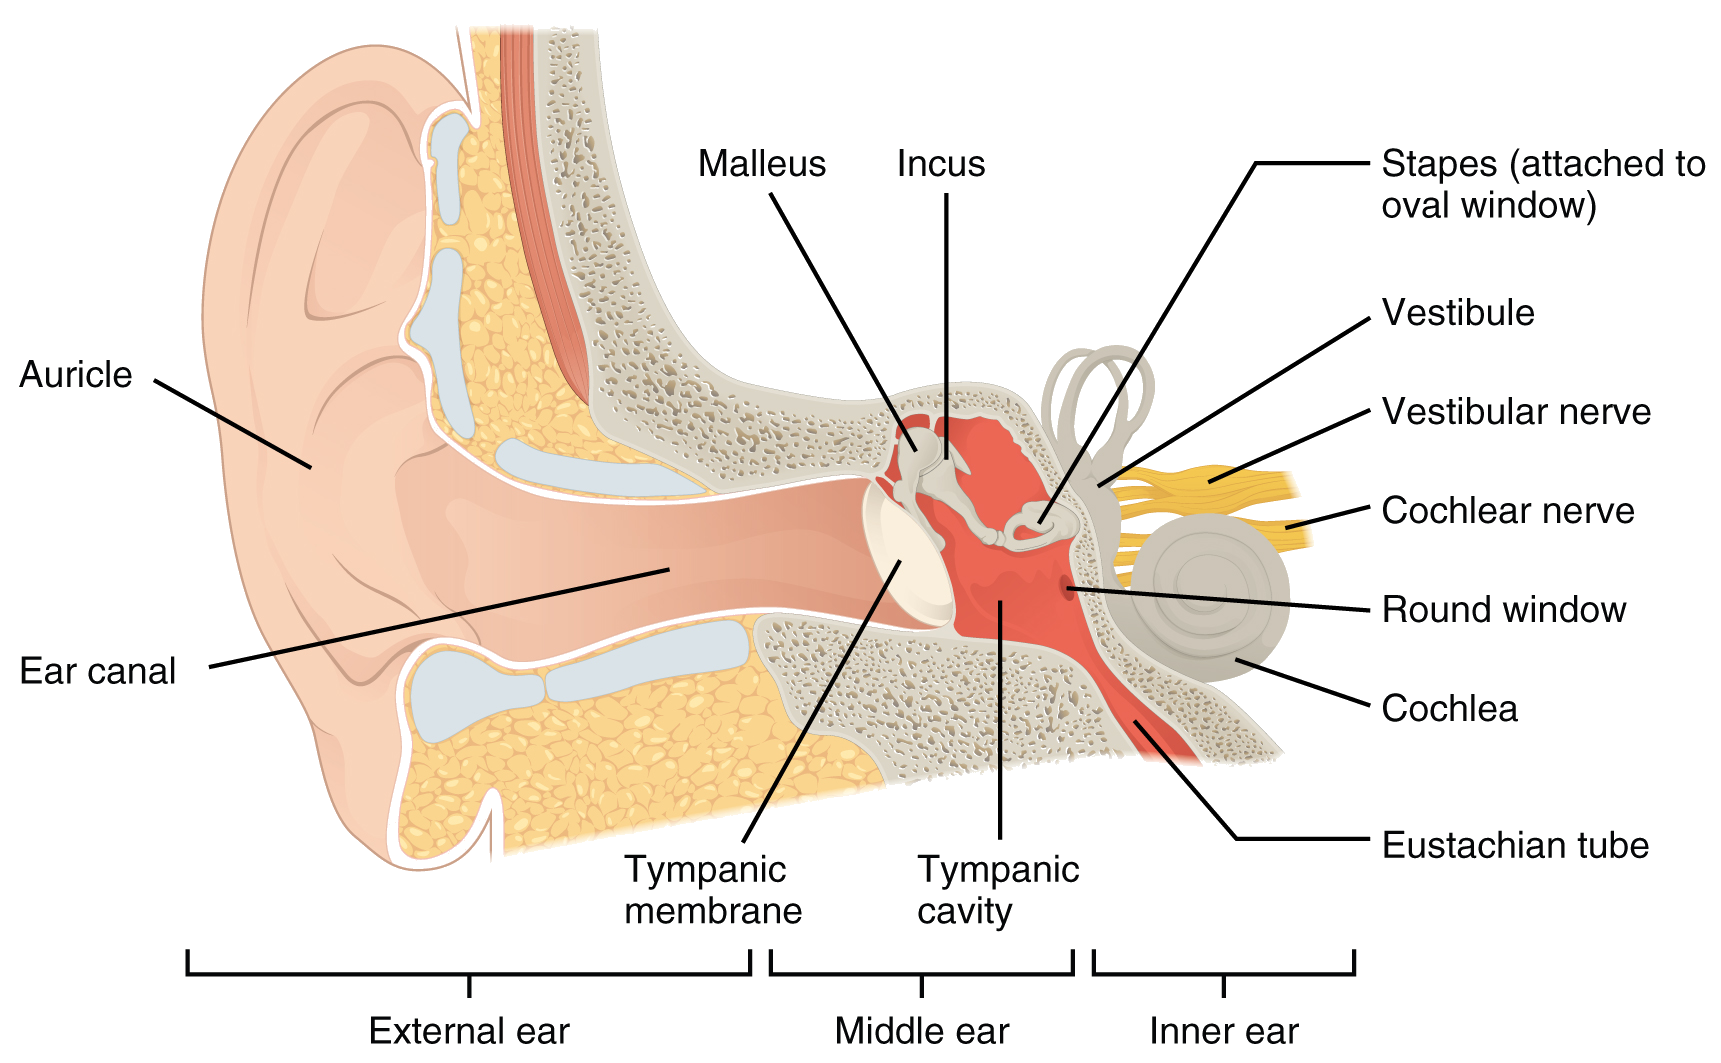 Malleus
Incus
Stapes (attached to
oval window)
Vestibule
Auricle
Vestibular nerve
Cochlear nerve
Round window
Ear canal
Cochlea
Eustachian tube
Tympanic
membrane
Tympanic
cavity
External ear
Middle ear
Inner ear